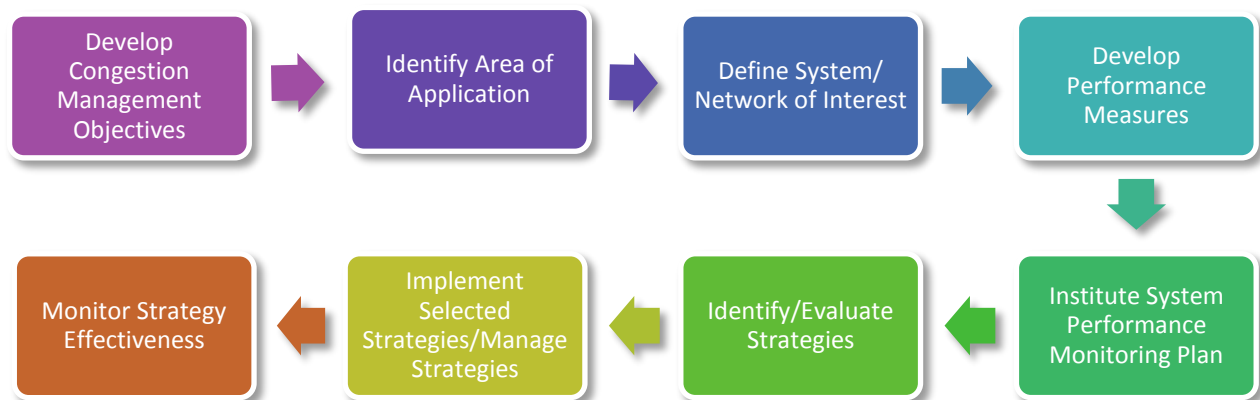 Develop
Congestion
Management
Objectives
Identify Area of
Application
Define System/
Network of Interest
Develop
Performance
Measures
Institute System
Performance
Monitoring Plan
Identify/Evaluate
Strategies
Implement
Selected
Strategies/Manage
Strategies
Monitor Strategy
Effectiveness